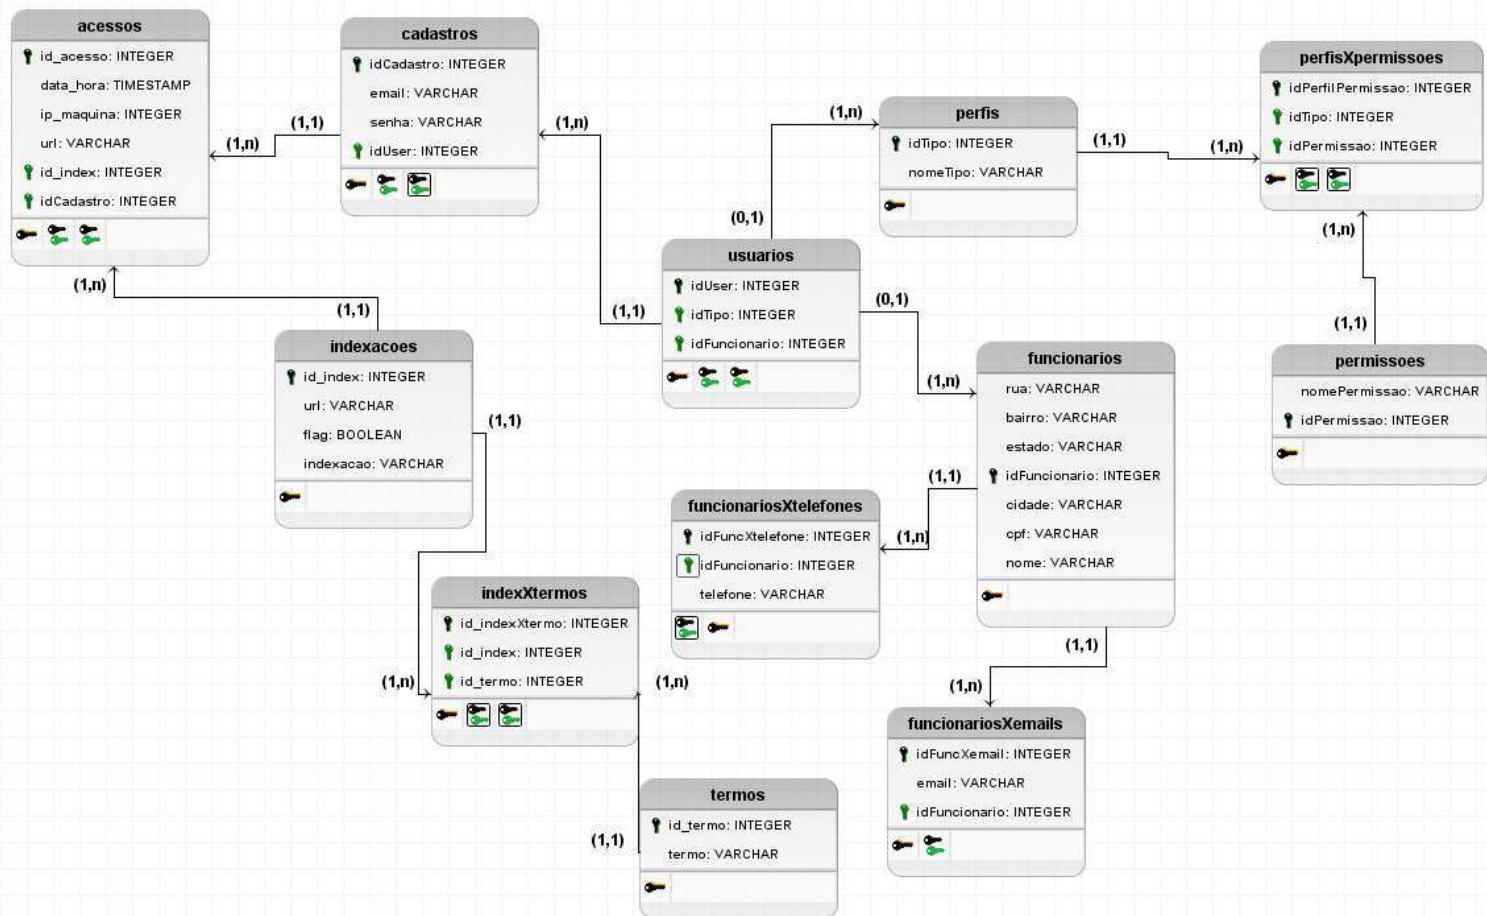 acessos
id_acesso: INTEGER
data_hora: TIMESTAMP
ip_maquina: INTEGER
url: VARCHAR
id_index: INTEGER
idCadastro: INTEGER
(1,n)
(1,1)
cadastros
idCadastro: INTEGER
email: VARCHAR
senha: VARCHAR
idUser: INTEGER
(1,n)
(1,1)
usuarios
idUser: INTEGER
idTipo: INTEGER
idFuncionario: INTEGER
(0,1)
(1,n)
perfis
idTipo: INTEGER
nomeTipo: VARCHAR
(1,1)
(1,n)
perfisXpermissoes
idPerfilPermissao: INTEGER
idTipo: INTEGER
idPermissao: INTEGER
(1,n)
(1,1)
permissoes
nomePermissao: VARCHAR
idPermissao: INTEGER
(0,1)
(1,n)
funcionarios
rua: VARCHAR
bairro: VARCHAR
estado: VARCHAR
idFuncionario: INTEGER
cidade: VARCHAR
cpf: VARCHAR
nome: VARCHAR
(1,1)
(1,n)
funcionariosXtelefones
idFuncXtelefone: INTEGER
idFuncionario: INTEGER
telefone: VARCHAR
(1,1)
(1,n)
funcionariosXemails
idFuncXemail: INTEGER
email: VARCHAR
idFuncionario: INTEGER
(1,n)
(1,1)
indexacoes
id_index: INTEGER
url: VARCHAR
flag: BOOLEAN
indexacao: VARCHAR
(1,1)
(1,n)
indexXtermos
id_indexXtermo: INTEGER
id_index: INTEGER
id_termo: INTEGER
(1,n)
(1,1)
termos
id_termo: INTEGER
termo: VARCHAR